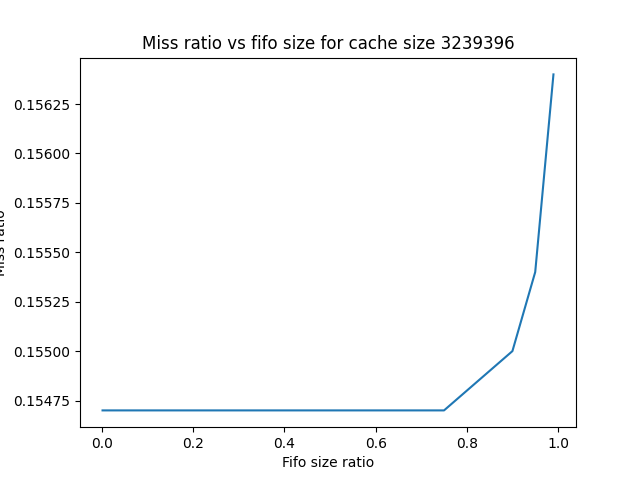 Miss ratio vs fifo size for cache size 3239396
0.15625
0.15600
0.15575
0.15550
0.15525
0.15500
0.15475
Miss ratio
0.0 0.2 0.4 0.6 0.8 1.0
Fifo size ratio